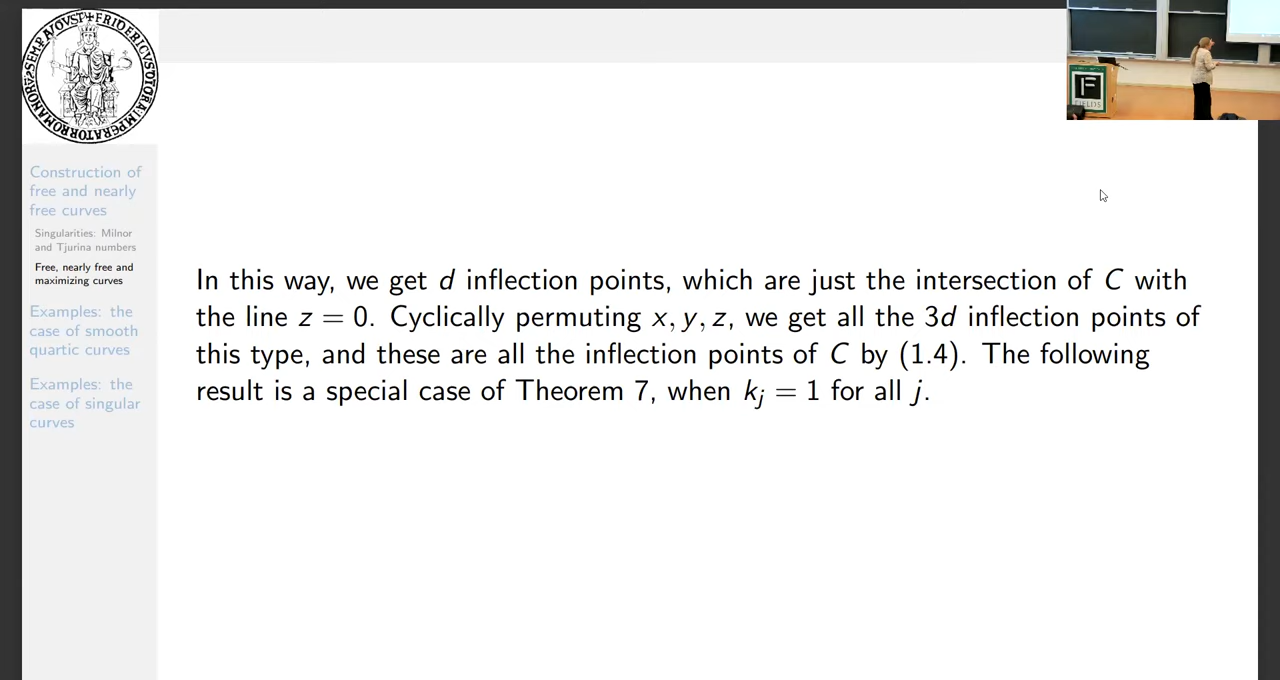 Construction of
free and nearly
free curves
Singularities: Milnor
and Tjurina numbers
Free, nearly free and
maximizing curves
Examples: the
case of smooth
quartic curves
Examples: the
case of singular
curves
In this way, we get d inflection points, which are just the intersection of C with
the line z = 0. Cyclically permuting x, y, z, we get all the 3d inflection points of
this type, and these are all the inflection points of C by (1.4). The following
result is a special case of Theorem 7, when k_j = 1 for all j.
F
FIELDS